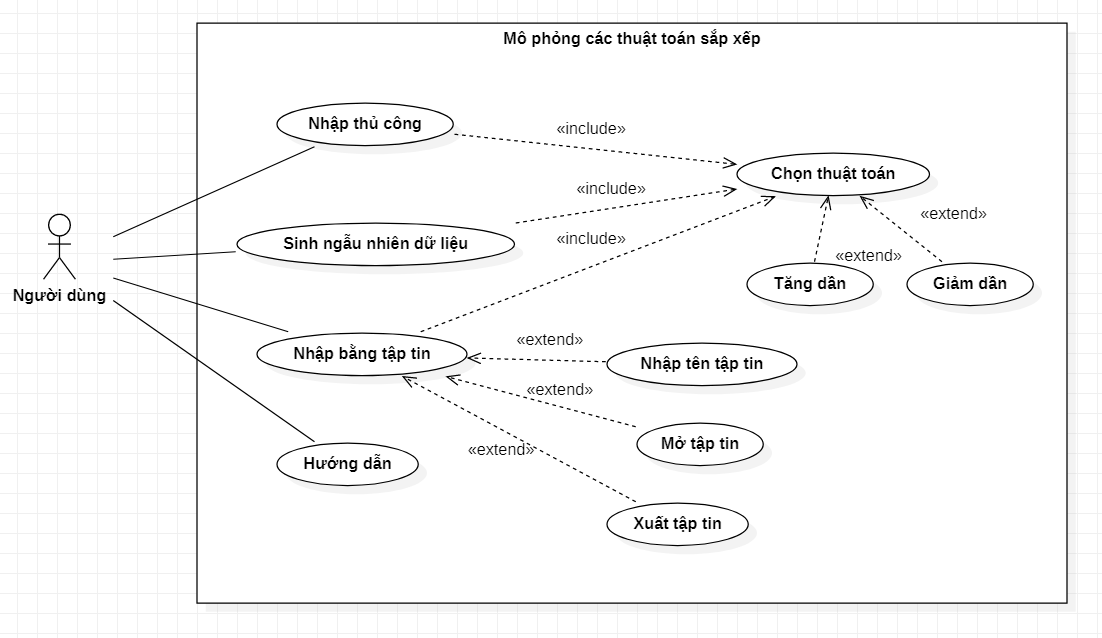 Mô phỏng các thuật toán sắp xếp
Nhập thủ công
«include»
Chọn thuật toán
«include»
«extend»
Sinh ngẫu nhiên dữ liệu
«include»
«extend»
Người dùng
Tăng dần
Giảm dần
Nhập bằng tập tin
«extend»
Nhập tên tập tin
«extend»
Mở tập tin
«extend»
Hướng dẫn
Xuất tập tin